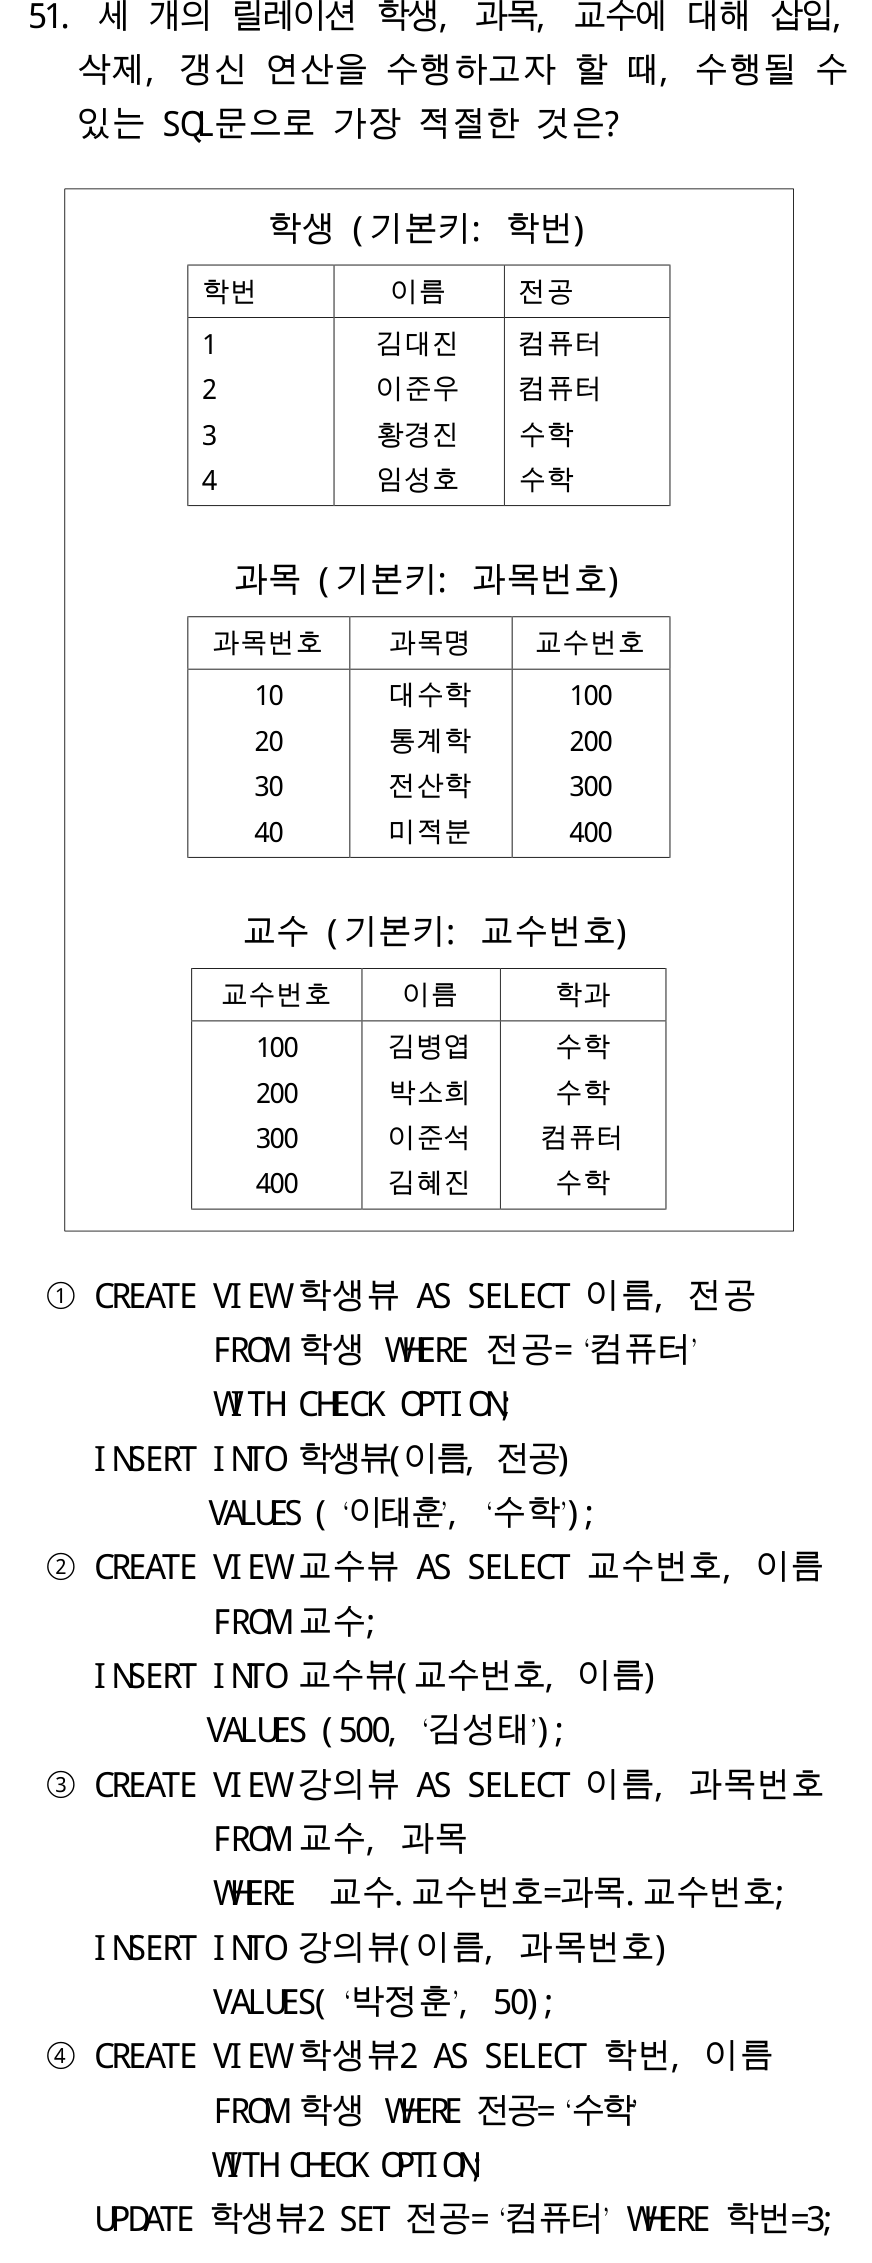 51. 세 개의 릴레이션 학생, 과목, 교수에 대해 삽입,
삭제, 갱신 연산을 수행하고자 할 때, 수행될 수
있는 SQL문으로 가장 적절한 것은?
학생 (기본키: 학번)
학번 이름 전공
1 김대진 컴퓨터
2 이준우 컴퓨터
3 황경진 수학
4 임성호 수학
과목 (기본키: 과목번호)
과목번호 과목명 교수번호
10 대수학 100
20 통계학 200
30 전산학 300
40 미적분 400
교수 (기본키: 교수번호)
교수번호 이름 학과
100 김병엽 수학
200 박소희 수학
300 이준석 컴퓨터
400 김혜진 수학
① CREATE VIEW 학생뷰 AS SELECT 이름, 전공
FROM 학생 WHERE 전공= ‘컴퓨터’
WITH CHECK OPTION;
INSERT INTO 학생뷰(이름, 전공)
VALUES ( ‘이태훈’, ‘수학’);
② CREATE VIEW 교수뷰 AS SELECT 교수번호, 이름
FROM 교수;
INSERT INTO 교수뷰(교수번호, 이름)
VALUES (500, ‘김성태’);
③ CREATE VIEW 강의뷰 AS SELECT 이름, 과목번호
FROM 교수, 과목
WHERE 교수.교수번호=과목.교수번호;
INSERT INTO 강의뷰(이름, 과목번호)
VALUES( ‘박정훈’, 50);
④ CREATE VIEW 학생뷰2 AS SELECT 학번, 이름
FROM 학생 WHERE 전공= ‘수학’
WITH CHECK OPTION;
UPDATE 학생뷰2 SET 전공= ‘컴퓨터’ WHERE 학번=3;